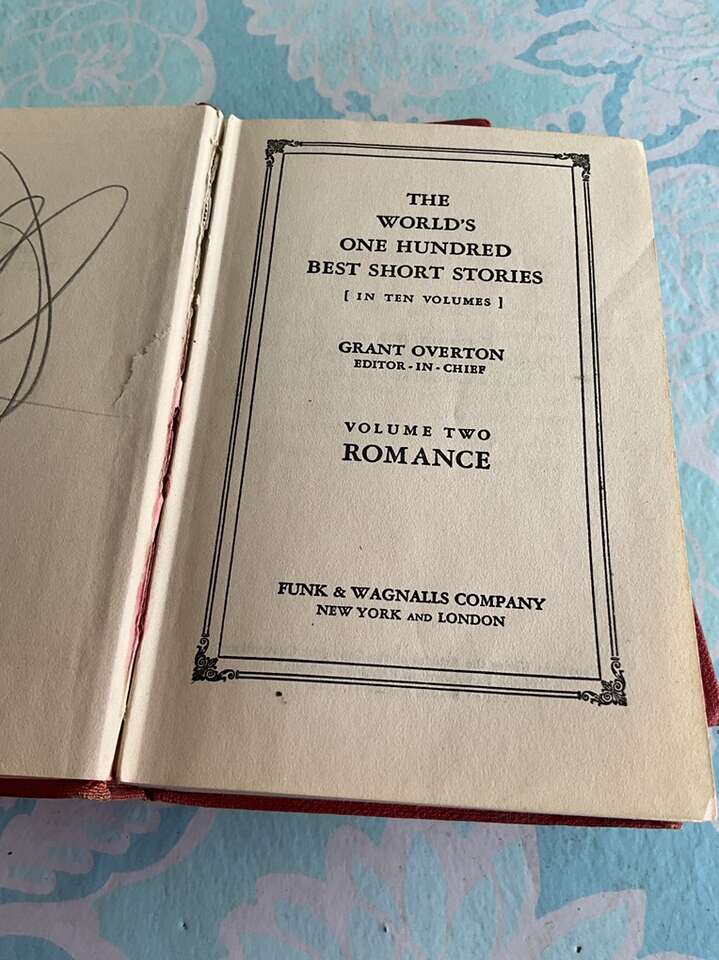 THE
WORLD'S
ONE HUNDRED
BEST SHORT STORIES
[ IN TEN VOLUMES ]
GRANT OVERTON
EDITOR-IN-CHIEF
VOLUME TWO
ROMANCE
FUNK & WAGNALLS COMPANY
NEW YORK AND LONDON